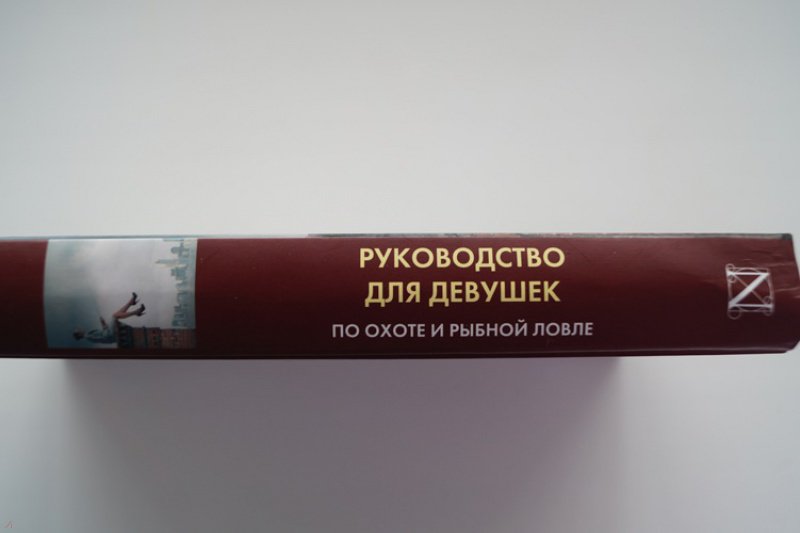 РУКОВОДСТВО
ДЛЯ ДЕВУШЕК
ПО ОХОТЕ И РЫБНОЙ ЛОВЛЕ